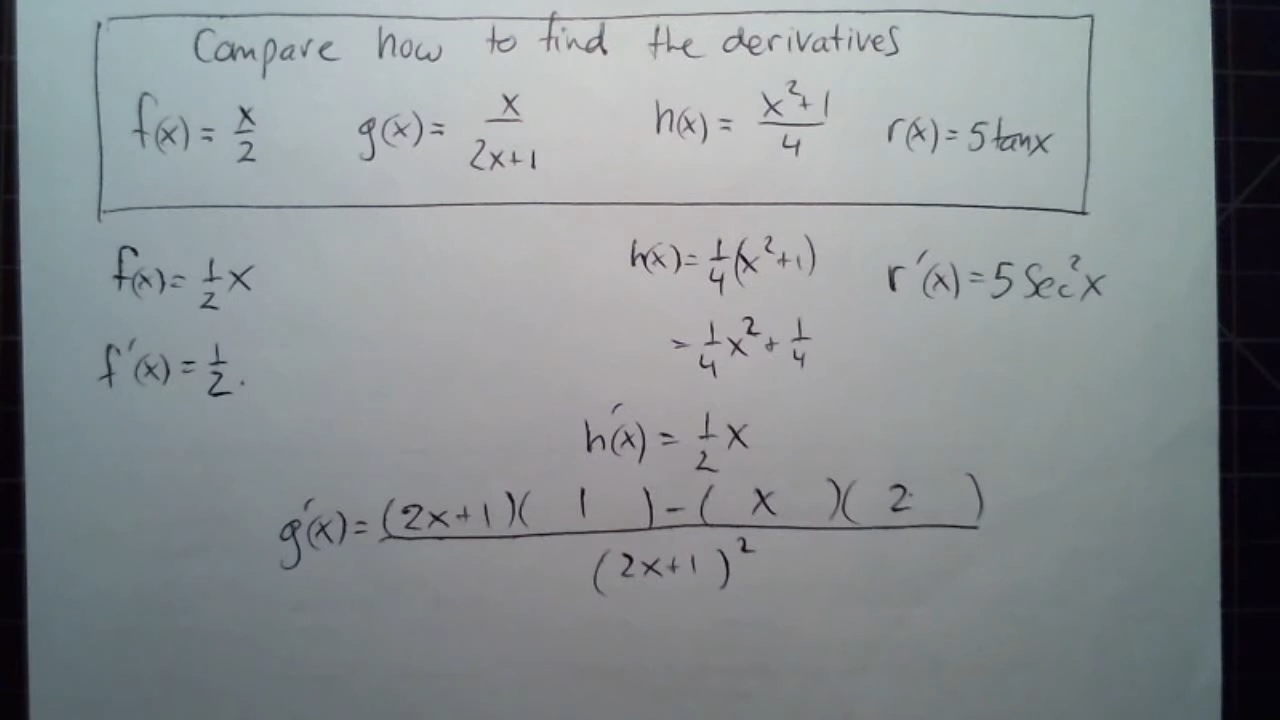 Compare how to find the derivatives
f(x) = x/2 g(x) = x/(2x+1) h(x) = (x²+1)/4 r(x) = 5 tanx
f(x) = 1/2 x
f'(x) = 1/2.
h(x) = 1/4 (x²+1)
= 1/4 x² + 1/4
h'(x) = 1/2 x
r'(x) = 5 Sec²x
g'(x) = ((2x+1)( 1 ) - ( x )( 2 ))/(2x+1)²